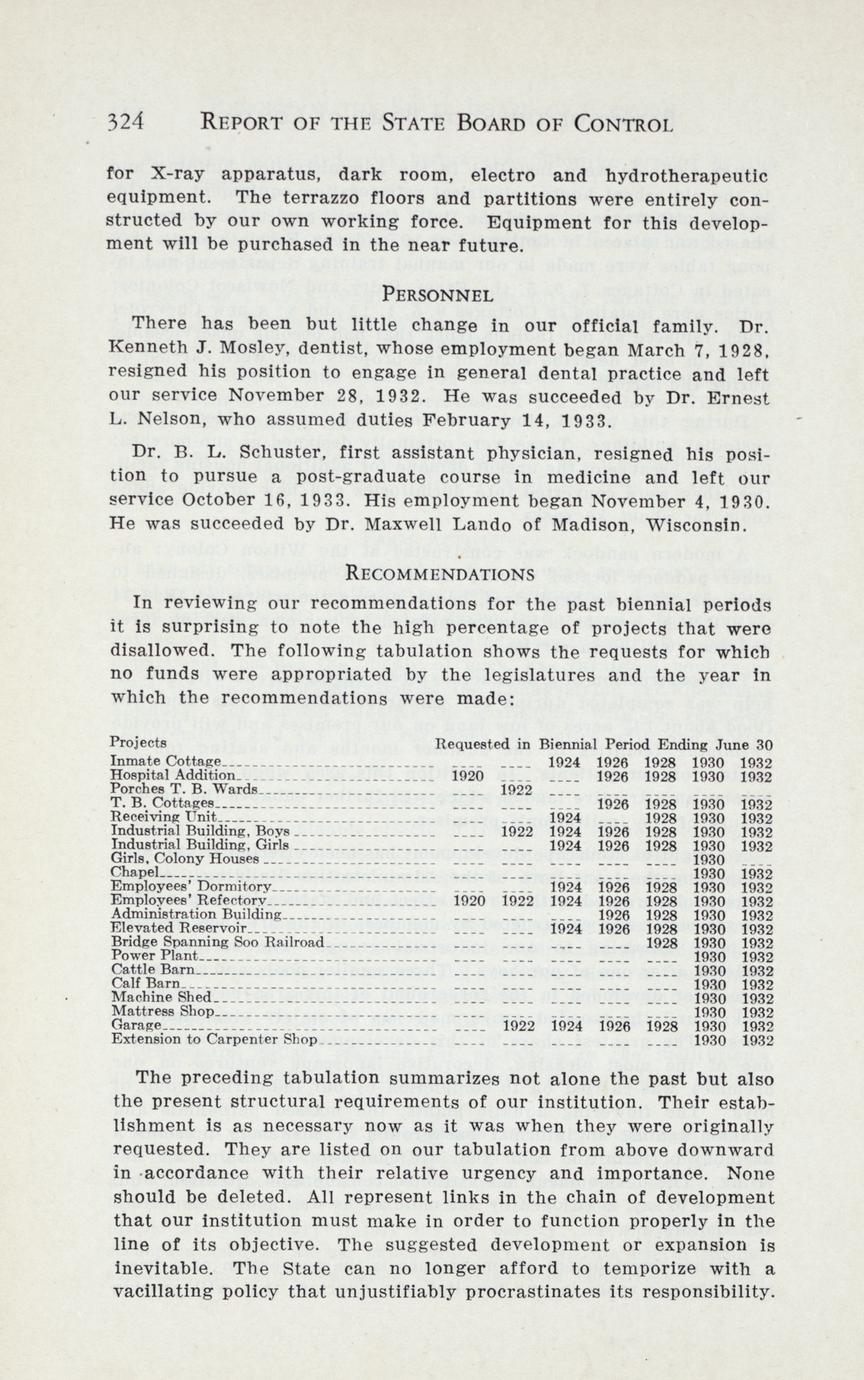 324 REPORT OF THE STATE BOARD OF CONTROL
for X-ray apparatus, dark room, electro and hydrotherapeutic
equipment. The terrazzo floors and partitions were entirely con-
structed by our own working force. Equipment for this develop-
ment will be purchased in the near future.
PERSONNEL
There has been but little change in our official family. Dr.
Kenneth J. Mosley, dentist, whose employment began March 7, 1928,
resigned his position to engage in general dental practice and left
our service November 28, 1932. He was succeeded by Dr. Ernest
L. Nelson, who assumed duties February 14, 1933.
Dr. B. L. Schuster, first assistant physician, resigned his posi-
tion to pursue a post-graduate course in medicine and left our
service October 16, 1933. His employment began November 4, 1930.
He was succeeded by Dr. Maxwell Lando of Madison, Wisconsin.
RECOMMENDATIONS
In reviewing our recommendations for the past biennial periods
it is surprising to note the high percentage of projects that were
disallowed. The following tabulation shows the requests for which
no funds were appropriated by the legislatures and the year in
which the recommendations were made:
Projects Requested in Biennial Period Ending June 30
Inmate Cottage ---- ---- 1924 1926 1928 1930 1932
Hospital Addition 1920 ---- ---- 1926 1928 1930 1932
Porches T. B. Wards ---- 1922 ---- ---- ---- ---- ----
T. B. Cottages ---- ---- ---- 1926 1928 1930 1932
Receiving Unit ---- ---- 1924 ---- 1928 1930 1932
Industrial Building, Boys ---- 1922 1924 1926 1928 1930 1932
Industrial Building, Girls ---- ---- 1924 1926 1928 1930 1932
Girls, Colony Houses ---- ---- ---- ---- ---- 1930 ----
Chapel ---- ---- ---- ---- ---- 1930 1932
Employees' Dormitory ---- ---- 1924 1926 1928 1930 1932
Employees' Refectory 1920 1922 1924 1926 1928 1930 1932
Administration Building ---- ---- ---- 1926 1928 1930 1932
Elevated Reservoir ---- ---- 1924 1926 1928 1930 1932
Bridge Spanning Soo Railroad ---- ---- ---- ---- 1928 1930 1932
Power Plant ---- ---- ---- ---- ---- 1930 1932
Cattle Barn ---- ---- ---- ---- ---- 1930 1932
Calf Barn ---- ---- ---- ---- ---- 1930 1932
Machine Shed ---- ---- ---- ---- ---- 1930 1932
Mattress Shop ---- ---- ---- ---- ---- 1930 1932
Garage ---- 1922 1924 1926 1928 1930 1932
Extension to Carpenter Shop ---- ---- ---- ---- ---- 1930 1932
The preceding tabulation summarizes not alone the past but also
the present structural requirements of our institution. Their estab-
lishment is as necessary now as it was when they were originally
requested. They are listed on our tabulation from above downward
in accordance with their relative urgency and importance. None
should be deleted. All represent links in the chain of development
that our institution must make in order to function properly in the
line of its objective. The suggested development or expansion is
inevitable. The State can no longer afford to temporize with a
vacillating policy that unjustifiably procrastinates its responsibility.